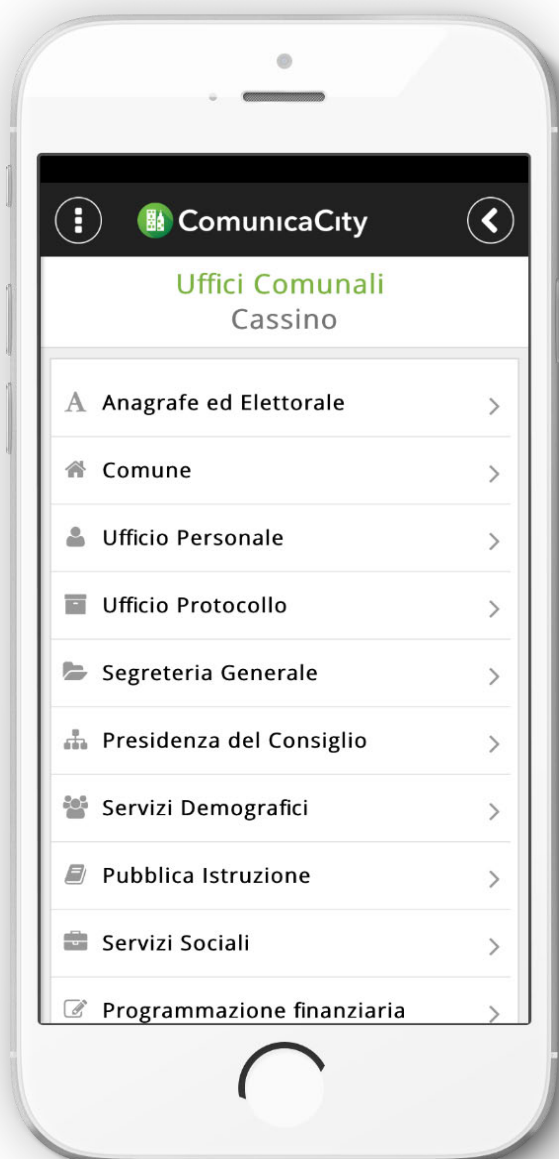 ComunicaCity
Uffici Comunali
Cassino
Anagrafe ed Elettorale
Comune
Ufficio Personale
Ufficio Protocollo
Segreteria Generale
Presidenza del Consiglio
Servizi Demografici
Pubblica Istruzione
Servizi Sociali
Programmazione finanziaria